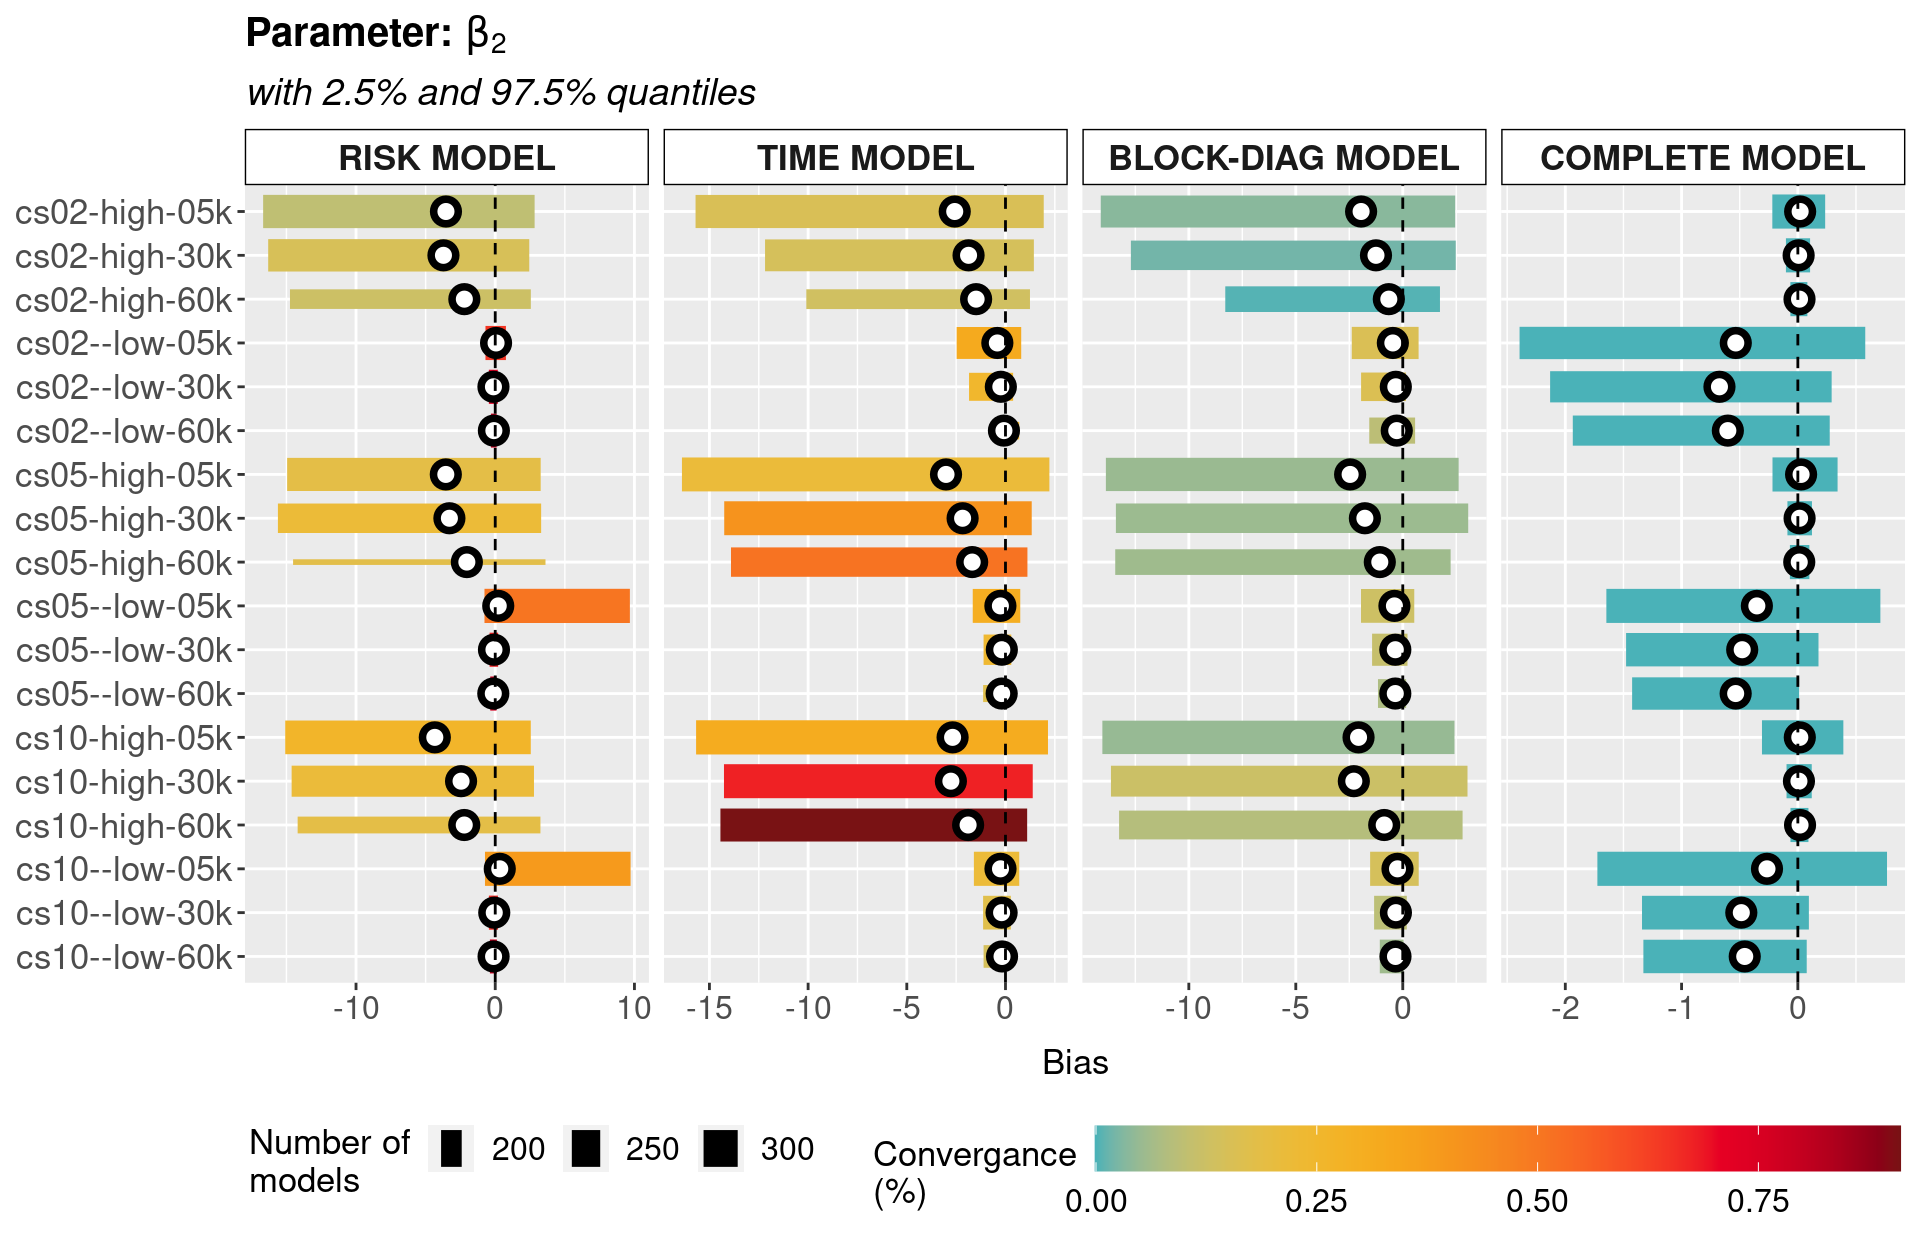 Parameter: β₂
with 2.5% and 97.5% quantiles
RISK MODEL TIME MODEL BLOCK-DIAG MODEL COMPLETE MODEL
cs02-high-05k
cs02-high-30k
cs02-high-60k
cs02--low-05k
cs02--low-30k
cs02--low-60k
cs05-high-05k
cs05-high-30k
cs05-high-60k
cs05--low-05k
cs05--low-30k
cs05--low-60k
cs10-high-05k
cs10-high-30k
cs10-high-60k
cs10--low-05k
cs10--low-30k
cs10--low-60k
-10 0 10 -15 -10 -5 0 -10 -5 0 -2 -1 0
Bias
Number of
models
200 250 300
Convergance
(%)
0.00 0.25 0.50 0.75